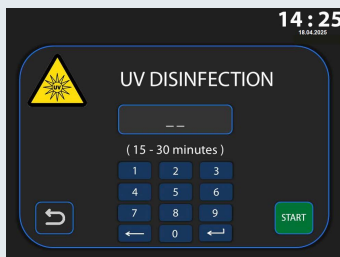 14 : 25
18.04.2025
UV
UV DISINFECTION
_ _
( 15 - 30 minutes )
1 2 3
4 5 6
7 8 9
0
START